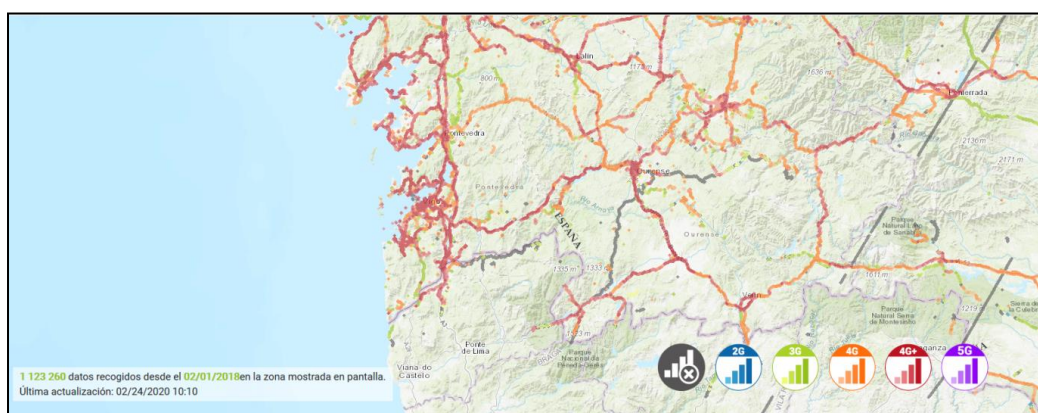 Lalín
1173 m
800 m
1636 m
Ponferrada
Pontevedra
2136 m
2171 m
Pontevedra
Ourense
ESPAÑA
Ourense
Parque
Natural Lago
de Sanabria
1335 m
1333 m
1611 m
Verín
Parque
Natural Serra
de Montesinho
1219 m
Sierra de
la Culebra
1573 m
Ponte
de Lima
Parque
Nacional da
Peneda-Gerês
Viana do
Castelo
2G
3G
4G
4G+
5G
1 123 260 datos recogidos desde el 02/01/2018en la zona mostrada en pantalla.
Última actualización: 02/24/2020 10:10